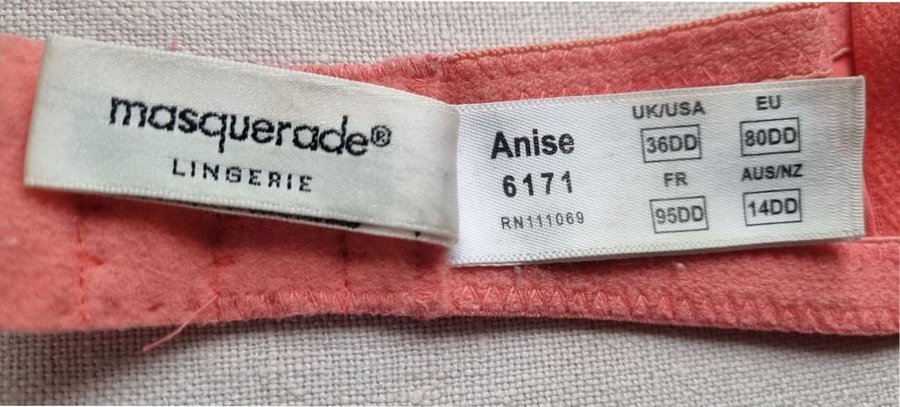 masquerade®
LINGERIE
Anise
6171
RN111069
UK/USA EU
36DD 80DD
FR AUS/NZ
95DD 14DD